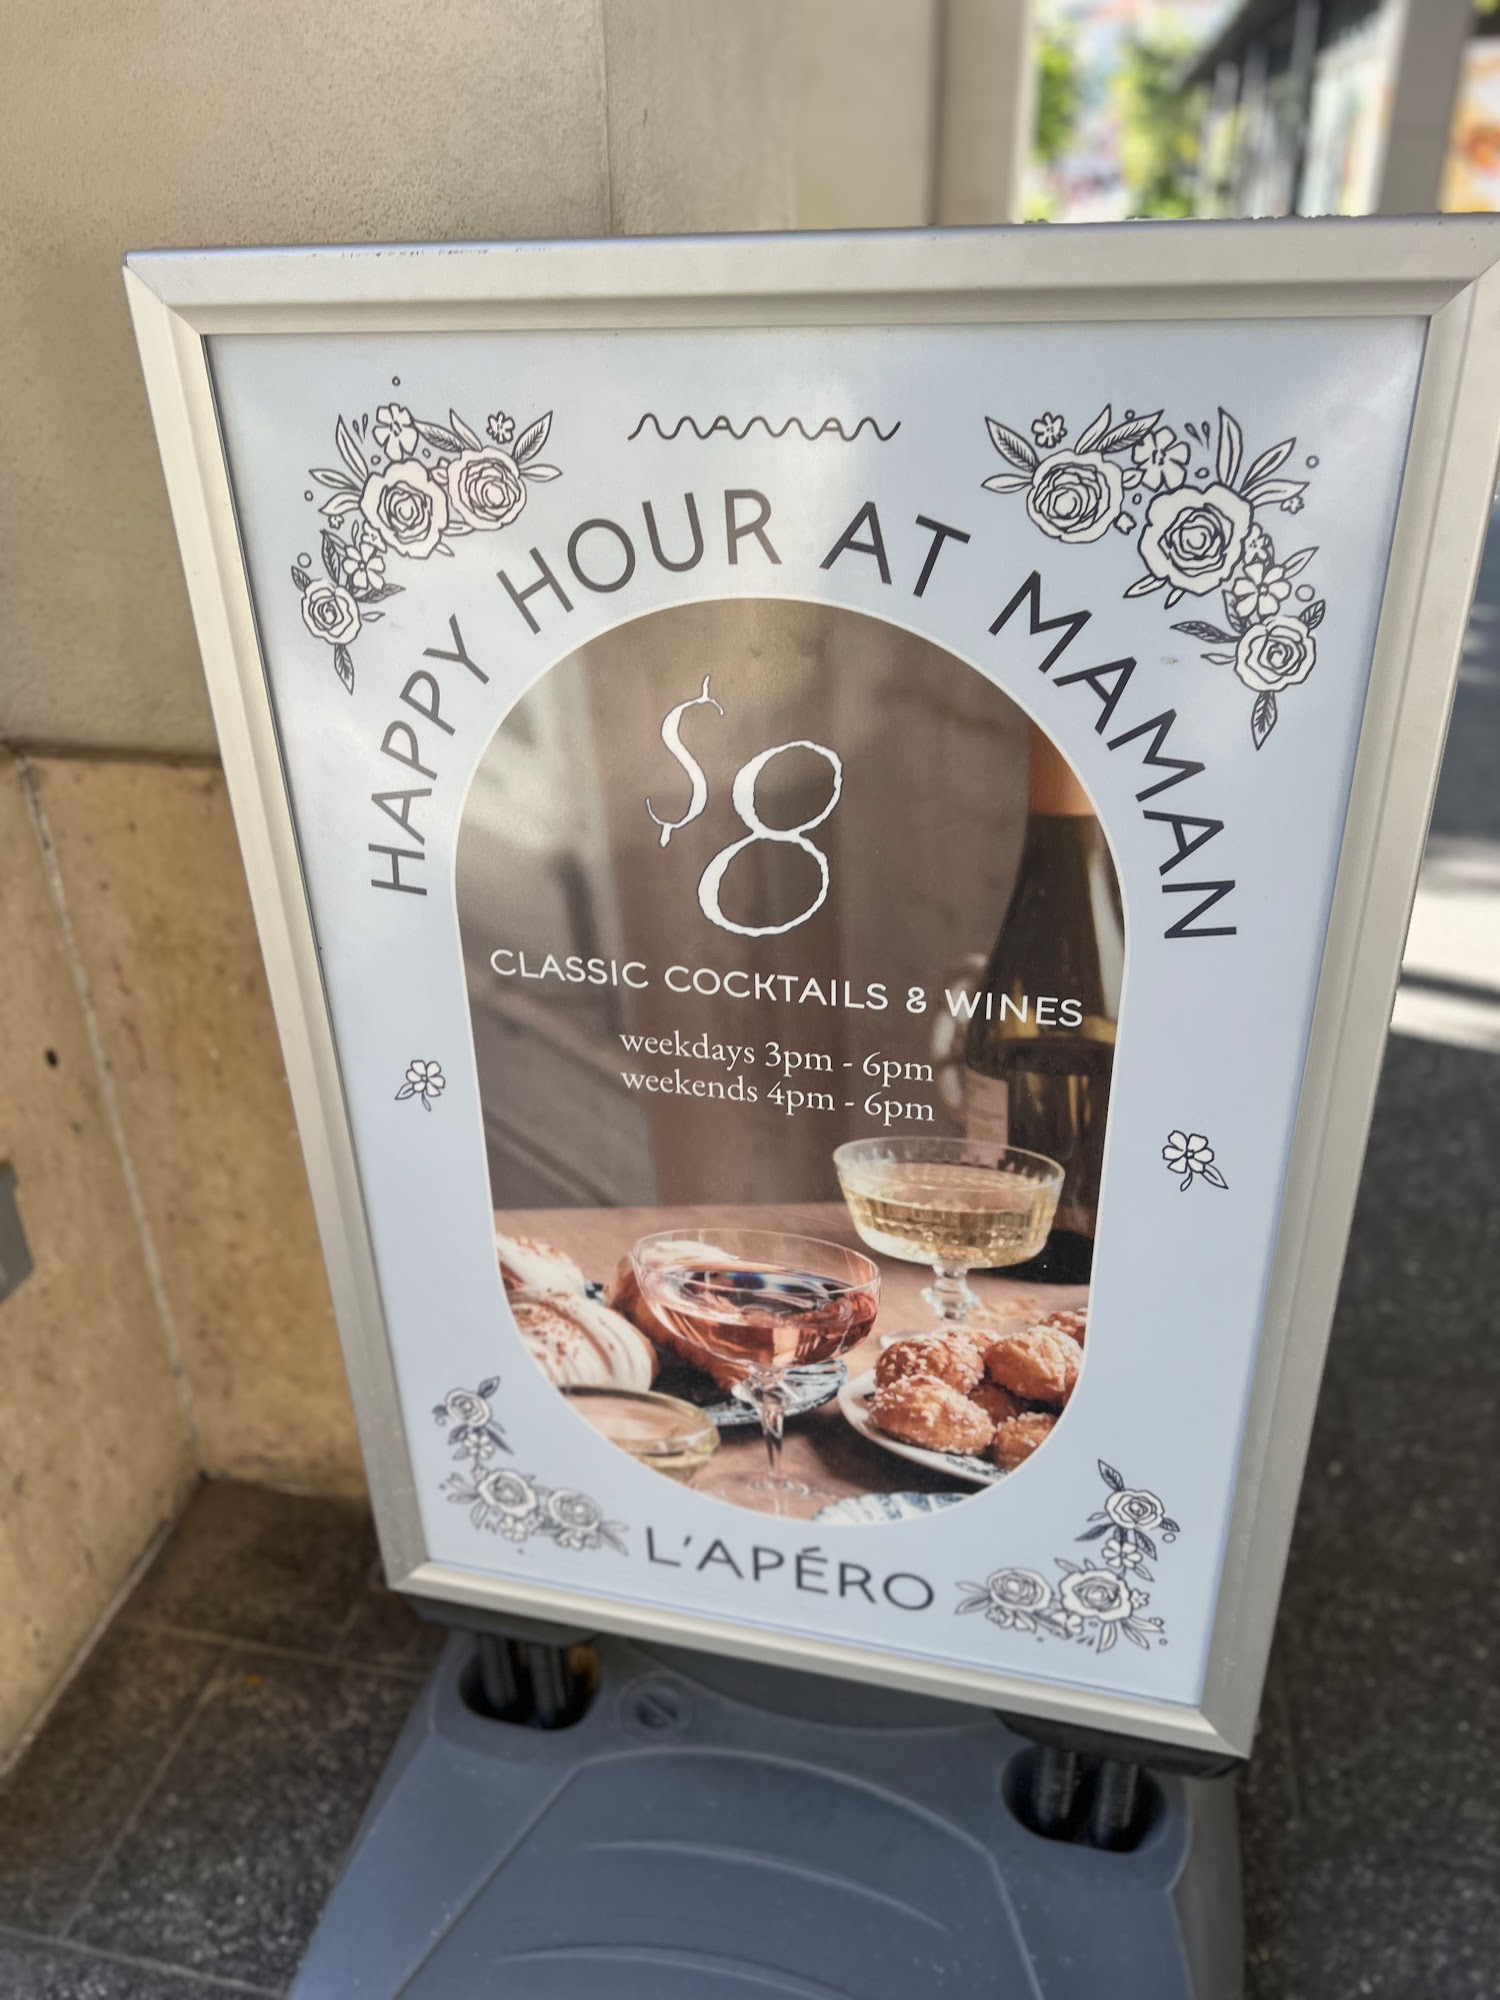 MAMAN
HAPPY HOUR AT MAMAN
$8
CLASSIC COCKTAILS & WINES
weekdays 3pm - 6pm
weekends 4pm - 6pm
L'APÉRO